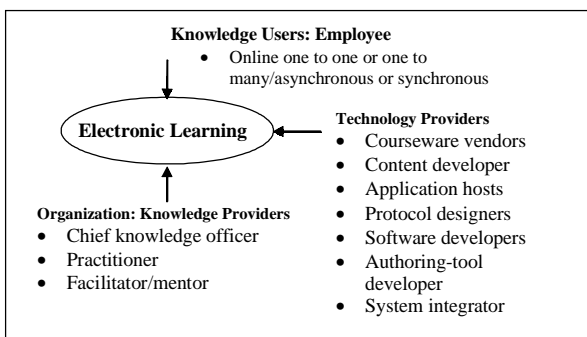 Knowledge Users: Employee
• Online one to one or one to
many/asynchronous or synchronous
Electronic Learning
Technology Providers
• Courseware vendors
• Content developer
• Application hosts
• Protocol designers
• Software developers
• Authoring-tool
developer
• System integrator
Organization: Knowledge Providers
• Chief knowledge officer
• Practitioner
• Facilitator/mentor